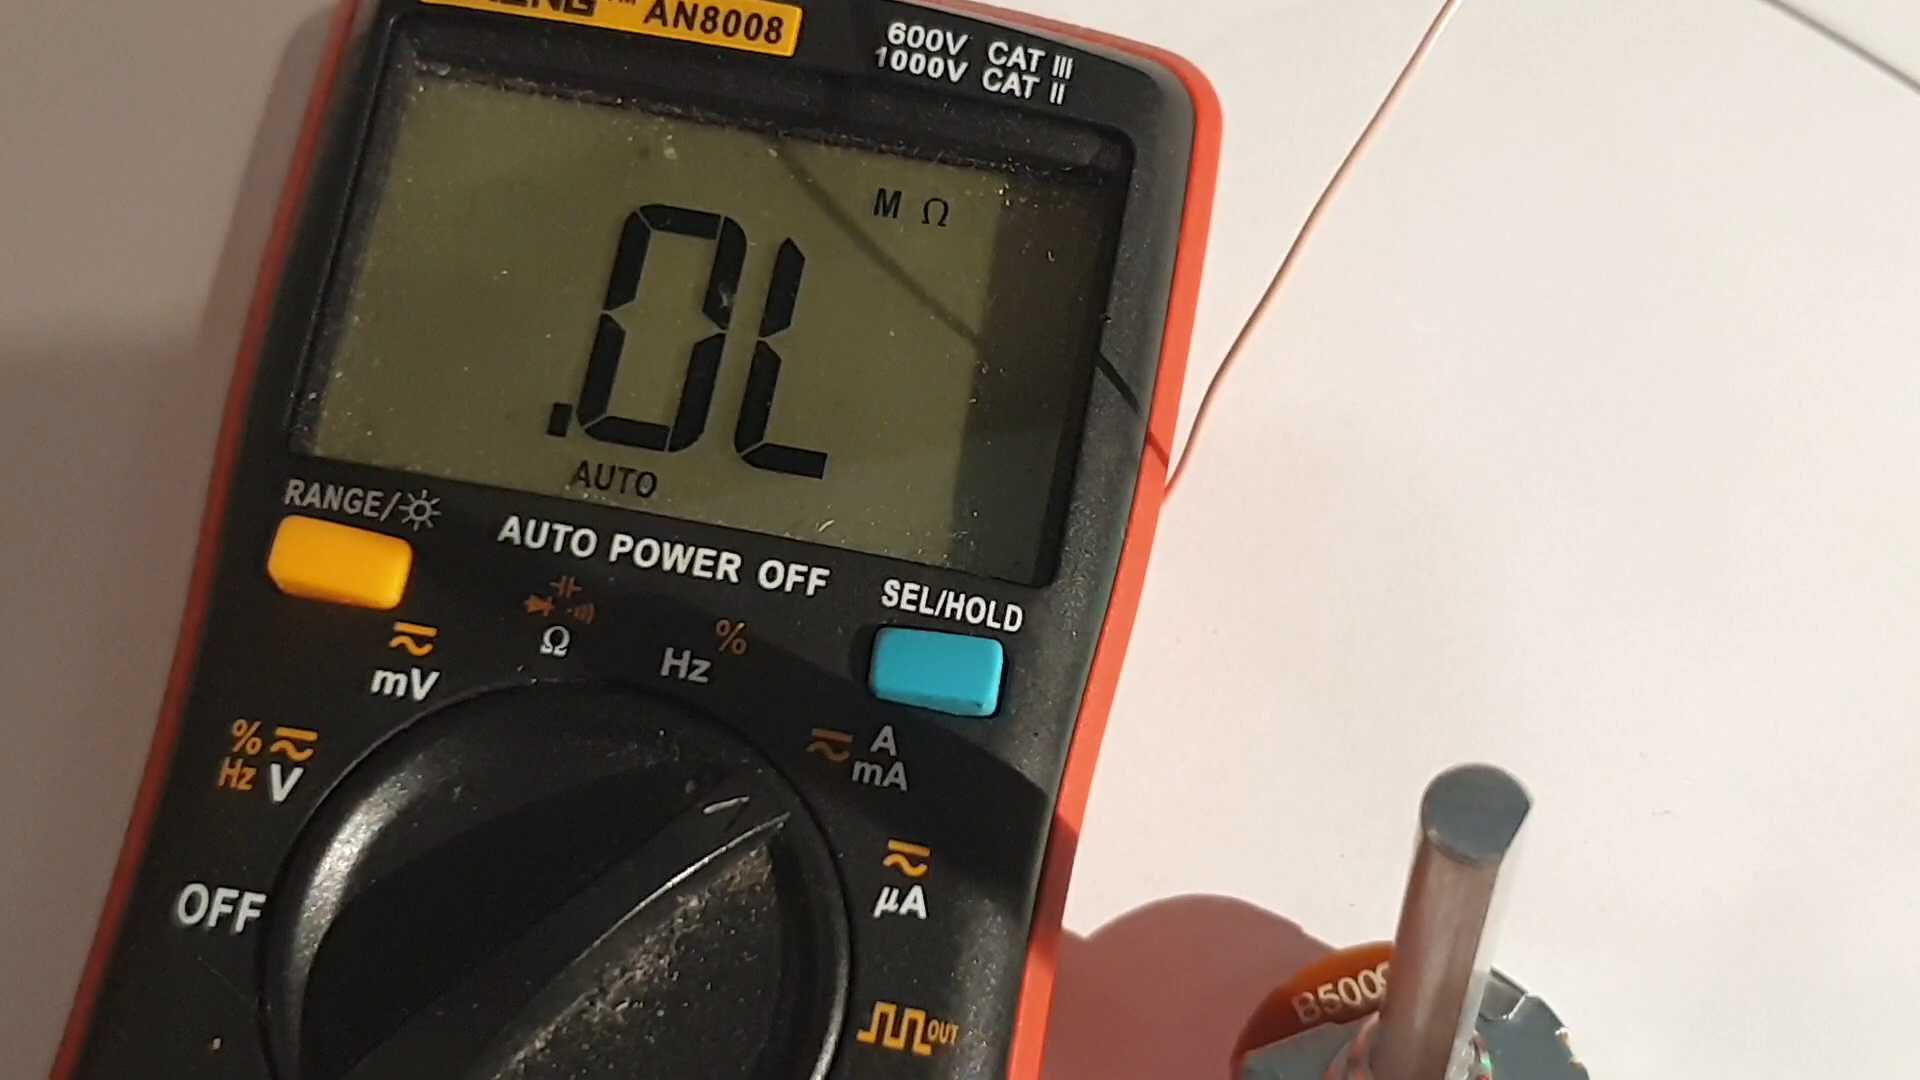 AN8008
600V CAT III
1000V CAT II
M Ω
.0L
AUTO
RANGE/
AUTO POWER OFF
SEL/HOLD
Ω
Hz %
mV
A
mA
% Hz V
µA
OFF
OUT
B500